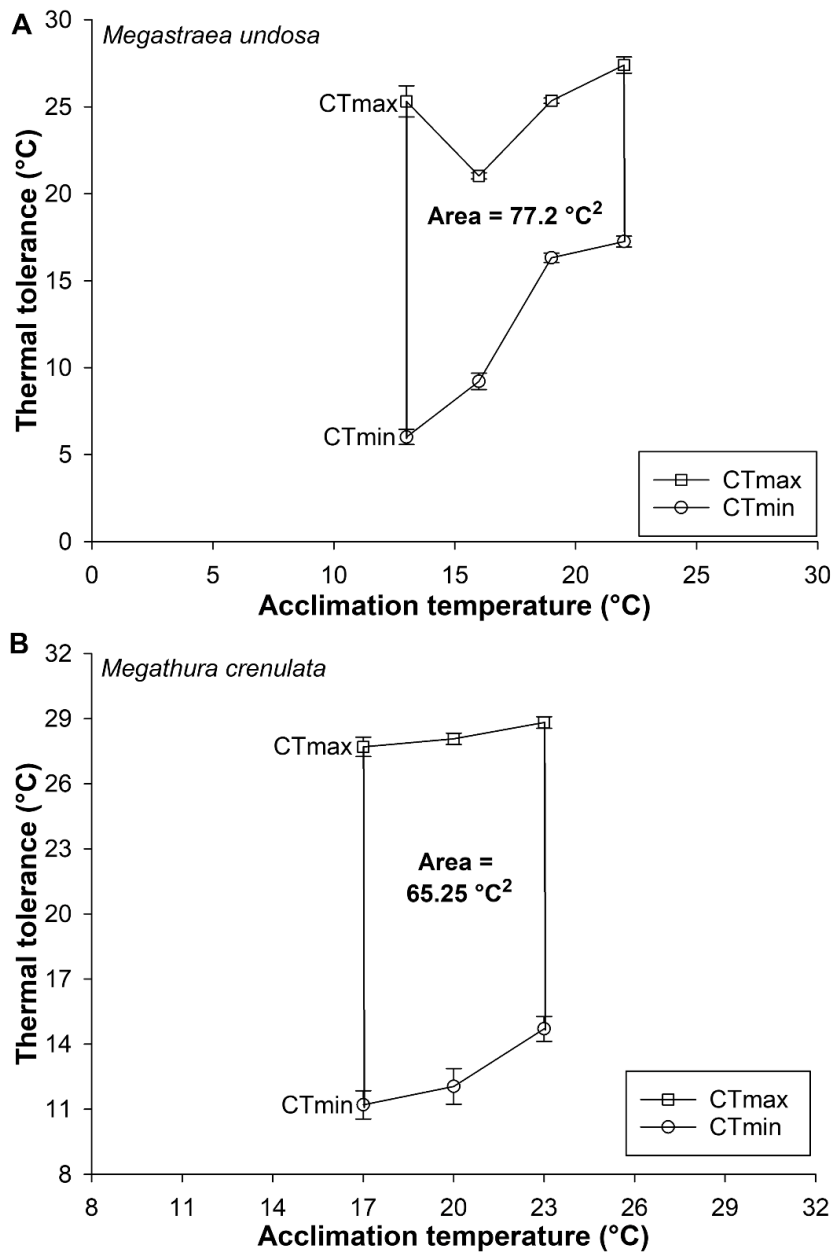 A
Megastraea undosa
30
25
20
15
10
5
0
Thermal tolerance (°C)
CTmax
Area = 77.2 °C²
CTmin
CTmax
CTmin
0 5 10 15 20 25 30
Acclimation temperature (°C)
B
Megathura crenulata
32
29
26
23
20
17
14
11
8
Thermal tolerance (°C)
CTmax
Area =
65.25 °C²
CTmin
CTmax
CTmin
8 11 14 17 20 23 26 29 32
Acclimation temperature (°C)